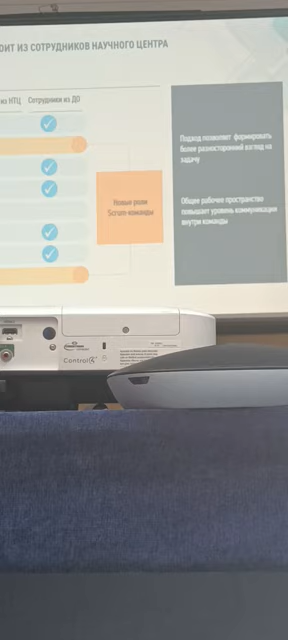 ОИТ ИЗ СОТРУДНИКОВ НАУЧНОГО ЦЕНТРА
из НТЦ Сотрудники из ДО
Подход позволяет формировать
более разносторонний взгляд на
задачу
Новые роли
Scrum-команды
Общее рабочее пространство
повышает уровень коммуникации
внутри команды
Control4